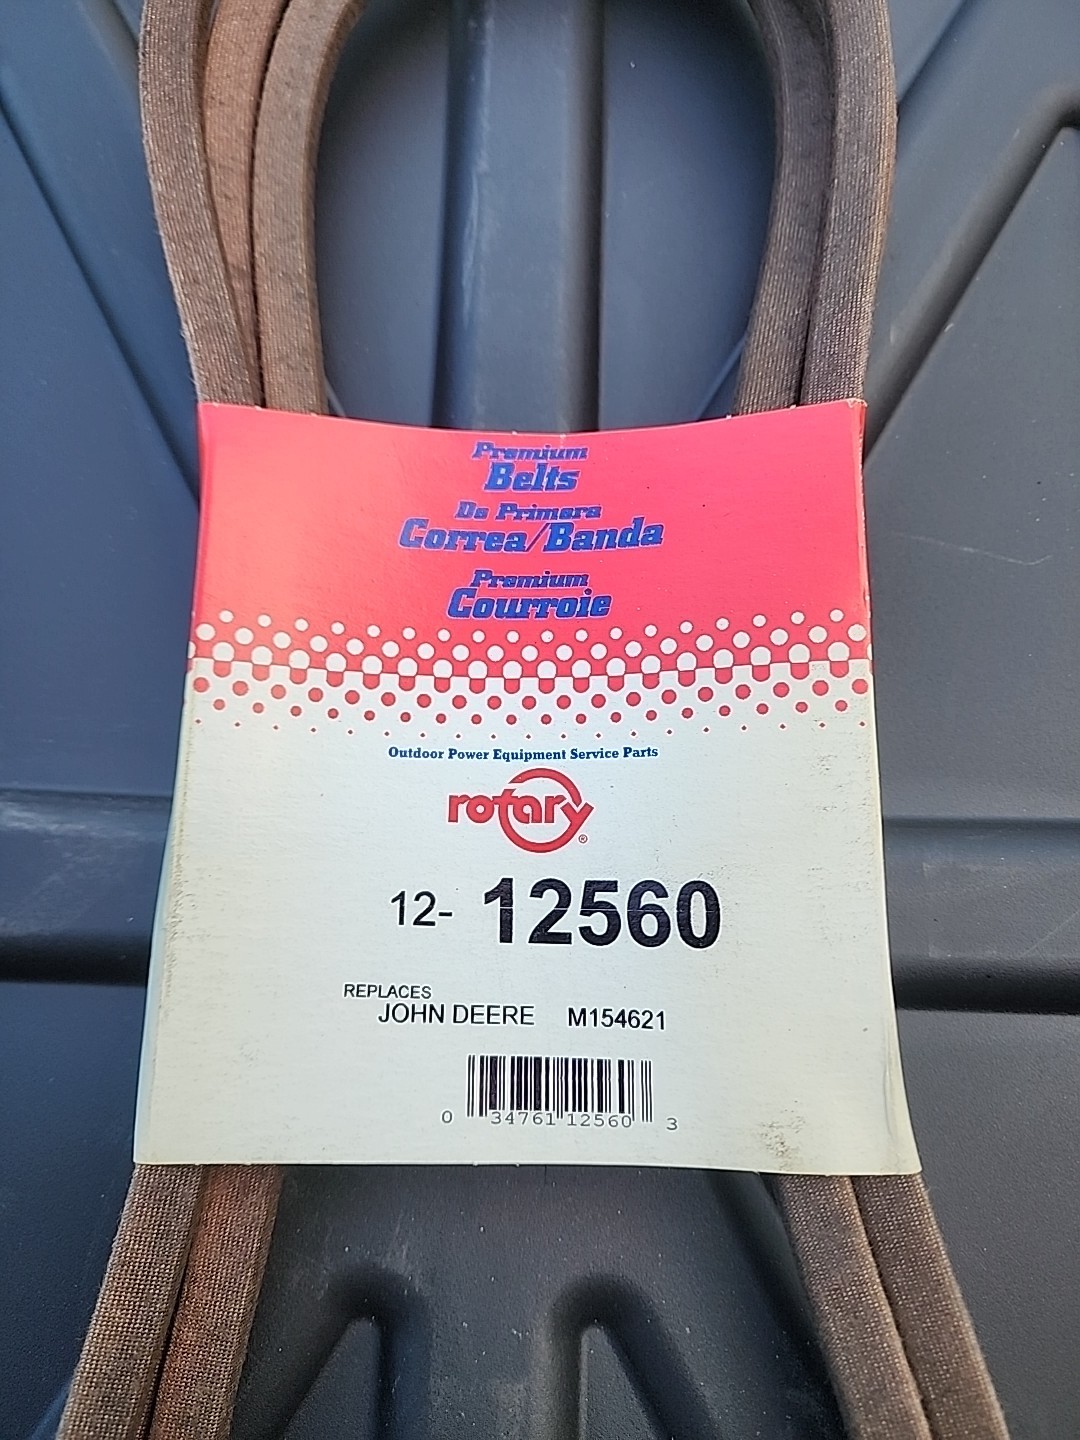 Premium
Belts
De Primera
Correa/Banda
Premium
Courroie
Outdoor Power Equipment Service Parts
rotary®
12- 12560
REPLACES
JOHN DEERE M154621
0 34761 12560 3